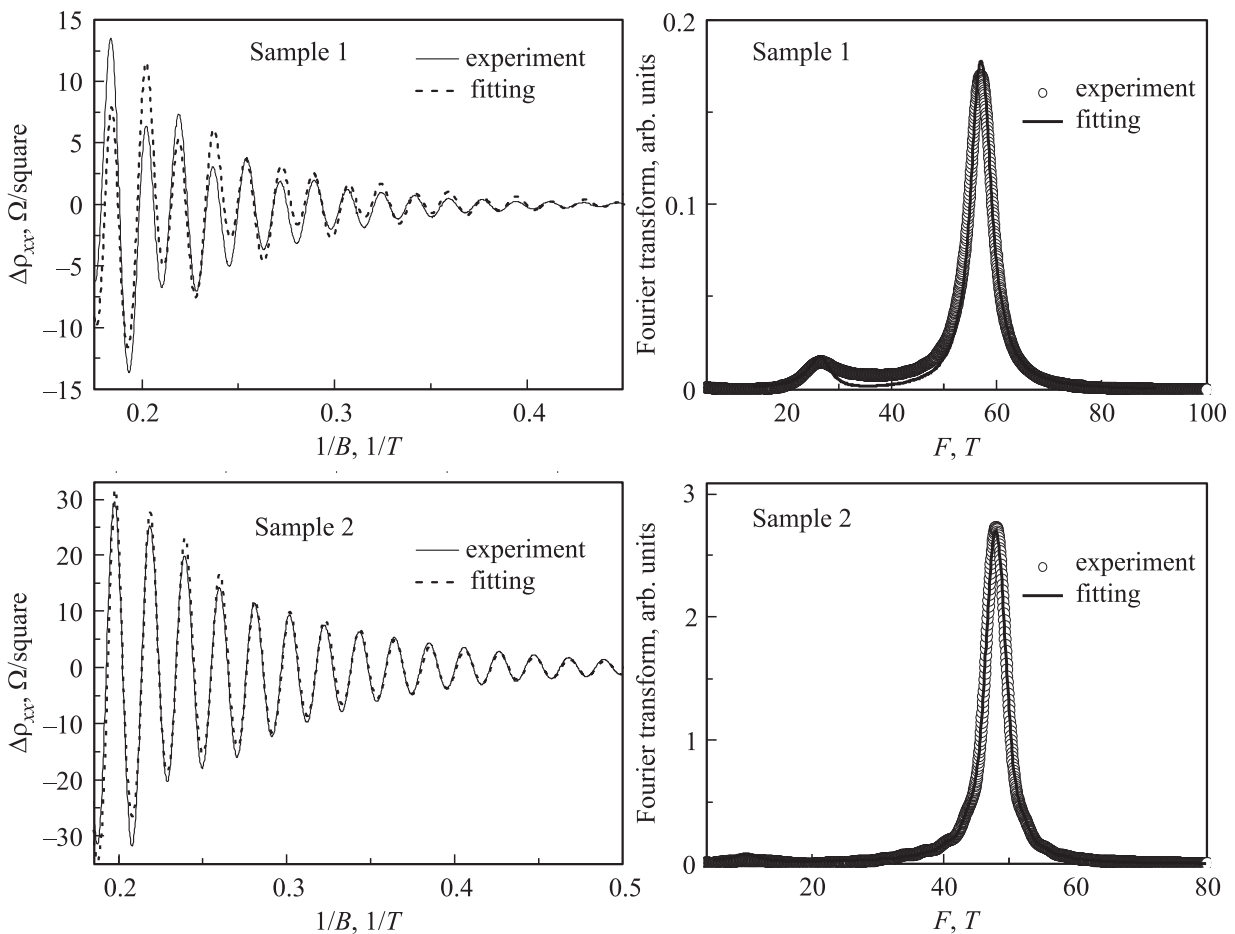 15
10
5
0
–5
–10
–15
Δρxx, Ω/square
Sample 1
experiment
fitting
0.2
0.3
0.4
1/B, 1/T
0.2
0.1
0
Fourier transform, arb. units
Sample 1
experiment
fitting
20
40
60
80
100
F, T
30
20
10
0
–10
–20
–30
Δρxx, Ω/square
Sample 2
experiment
fitting
0.2
0.3
0.4
0.5
1/B, 1/T
3
2
1
0
Fourier transform, arb. units
Sample 2
experiment
fitting
20
40
60
80
F, T